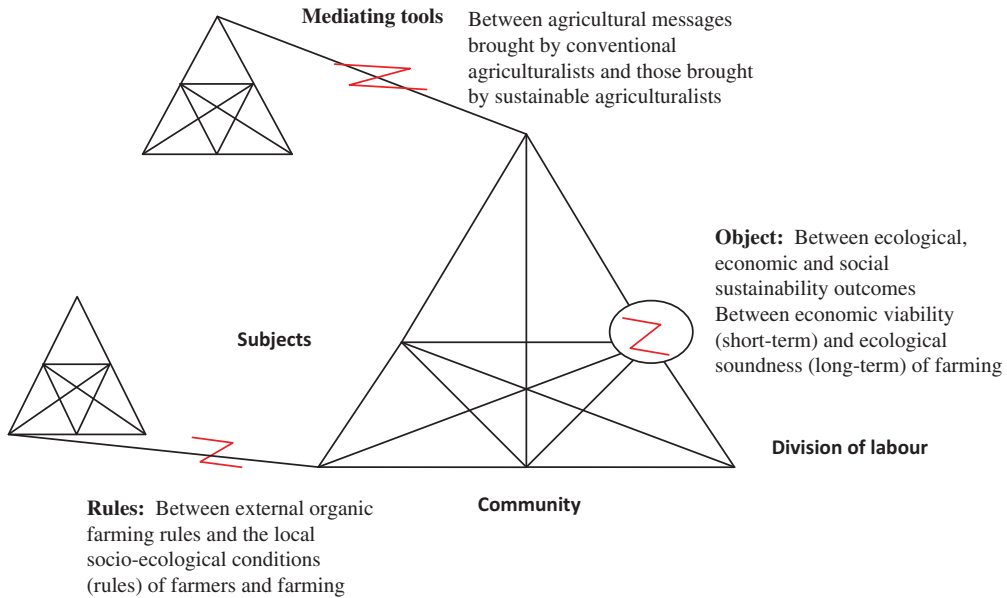 Mediating tools
Between agricultural messages
brought by conventional
agriculturalists and those brought
by sustainable agriculturalists
Object: Between ecological,
economic and social
sustainability outcomes
Between economic viability
(short-term) and ecological
soundness (long-term) of farming
Subjects
Division of labour
Community
Rules: Between external organic
farming rules and the local
socio-ecological conditions
(rules) of farmers and farming